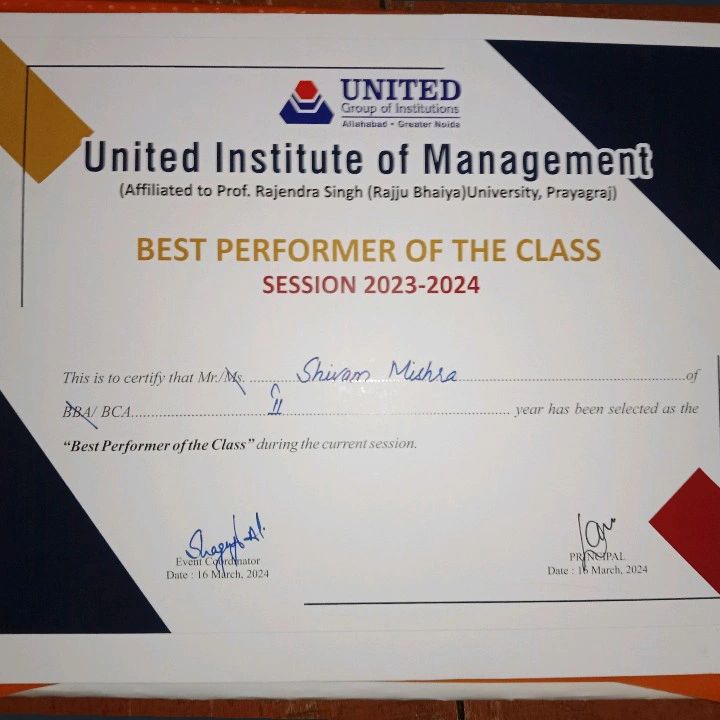 UNITED
Group of Institutions
Allahabad • Greater Noida
United Institute of Management
(Affiliated to Prof. Rajendra Singh (Rajju Bhaiya)University, Prayagraj)
BEST PERFORMER OF THE CLASS
SESSION 2023-2024
This is to certify that Mr./Ms. Shivam Mishra of
BBA/ BCA II year has been selected as the
“Best Performer of the Class” during the current session.
Event Coordinator
Date : 16 March, 2024
PRINCIPAL
Date : 16 March, 2024